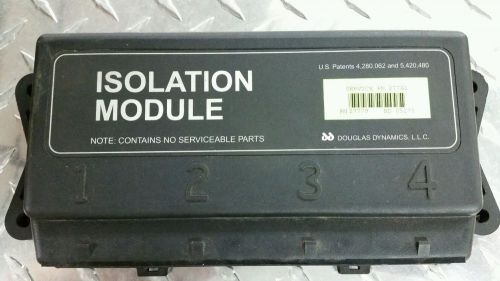 U.S. Patents 4,280,062 and 5,420,480
ISOLATION
MODULE
NOTE: CONTAINS NO SERVICEABLE PARTS
DOUGLAS DYNAMICS, L.L.C.
1 2 3 4